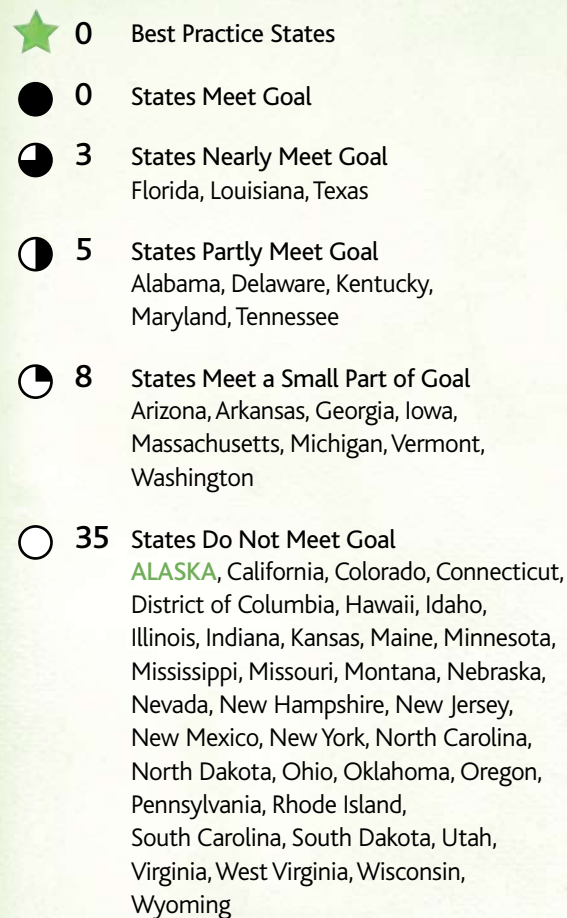 0 Best Practice States
0 States Meet Goal
3 States Nearly Meet Goal
Florida, Louisiana, Texas
5 States Partly Meet Goal
Alabama, Delaware, Kentucky,
Maryland, Tennessee
8 States Meet a Small Part of Goal
Arizona, Arkansas, Georgia, Iowa,
Massachusetts, Michigan, Vermont,
Washington
35 States Do Not Meet Goal
ALASKA, California, Colorado, Connecticut,
District of Columbia, Hawaii, Idaho,
Illinois, Indiana, Kansas, Maine, Minnesota,
Mississippi, Missouri, Montana, Nebraska,
Nevada, New Hampshire, New Jersey,
New Mexico, New York, North Carolina,
North Dakota, Ohio, Oklahoma, Oregon,
Pennsylvania, Rhode Island,
South Carolina, South Dakota, Utah,
Virginia, West Virginia, Wisconsin,
Wyoming